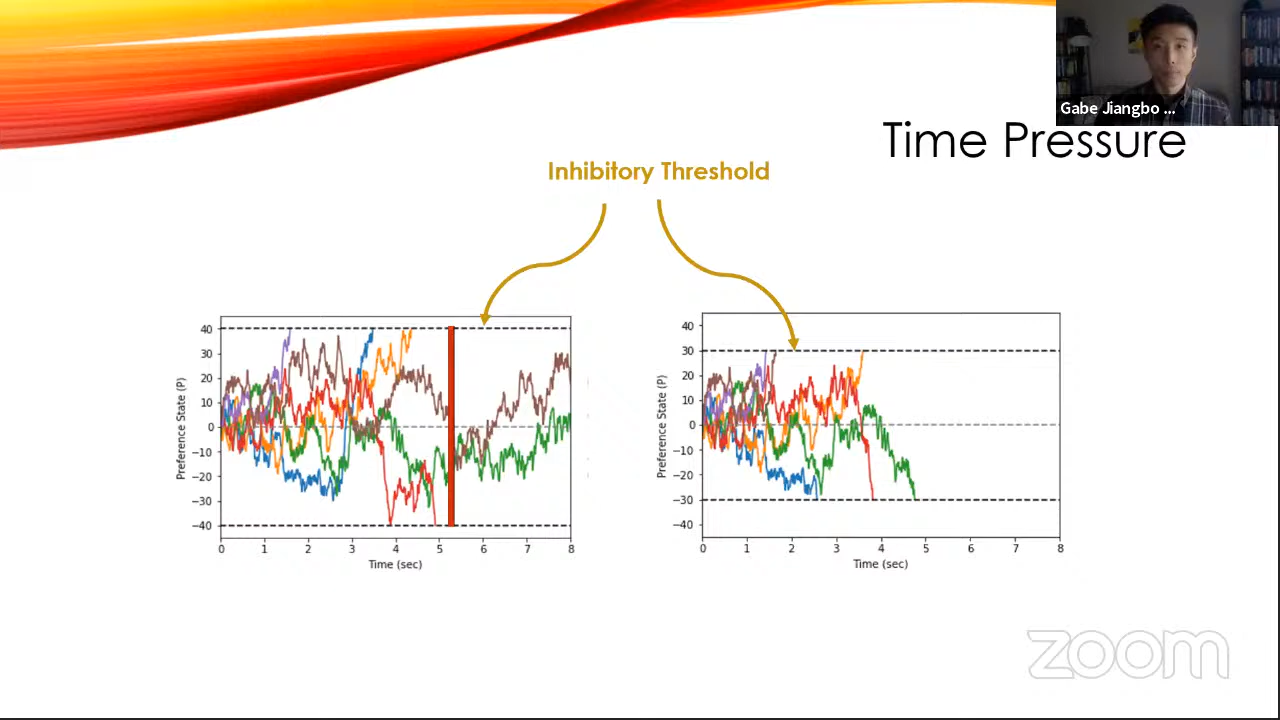 Gabe Jiangbo ...
Time Pressure
Inhibitory Threshold
40
30
20
10
0
−10
−20
−30
−40
Preference State (P)
0 1 2 3 4 5 6 7 8
Time (sec)
40
30
20
10
0
−10
−20
−30
−40
Preference State (P)
0 1 2 3 4 5 6 7 8
Time (sec)
zoom